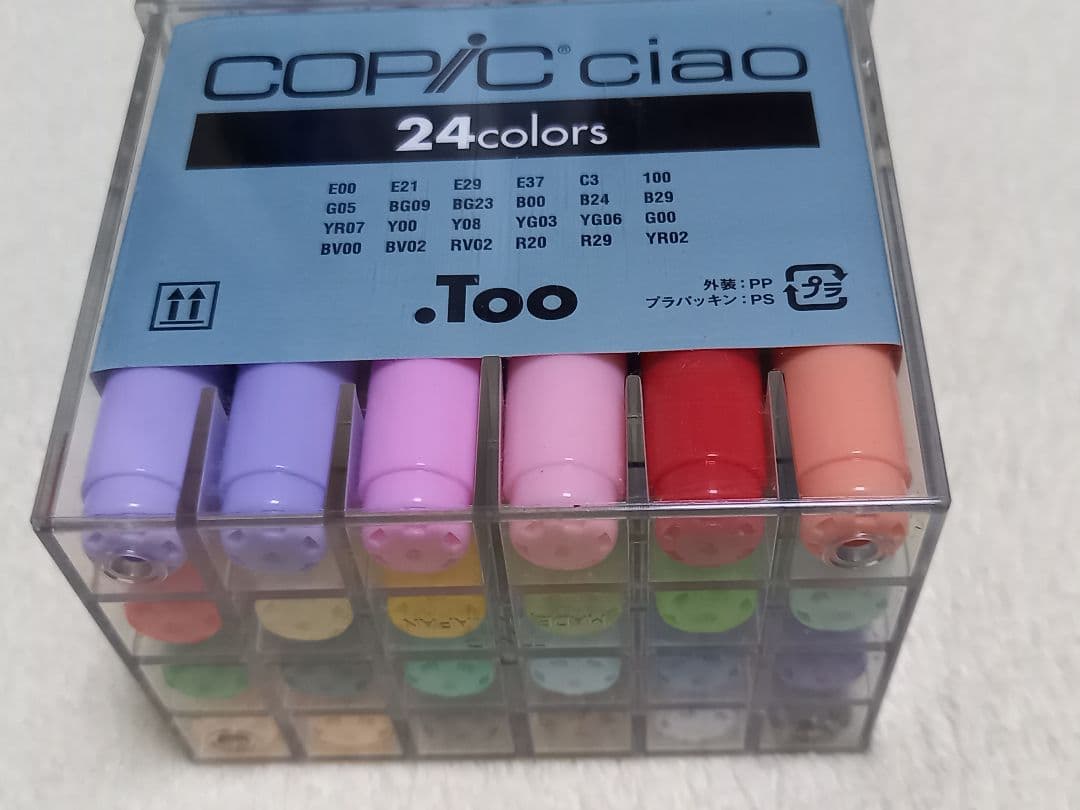 COPiC® ciao
24colors
E00 E21 E29 E37 C3 100
G05 BG09 BG23 B00 B24 B29
YR07 Y00 Y08 YG03 YG06 G00
BV00 BV02 RV02 R20 R29 YR02
.Too
外装:PP
プラパッキン:PS
プラ
MADE
JAPAN